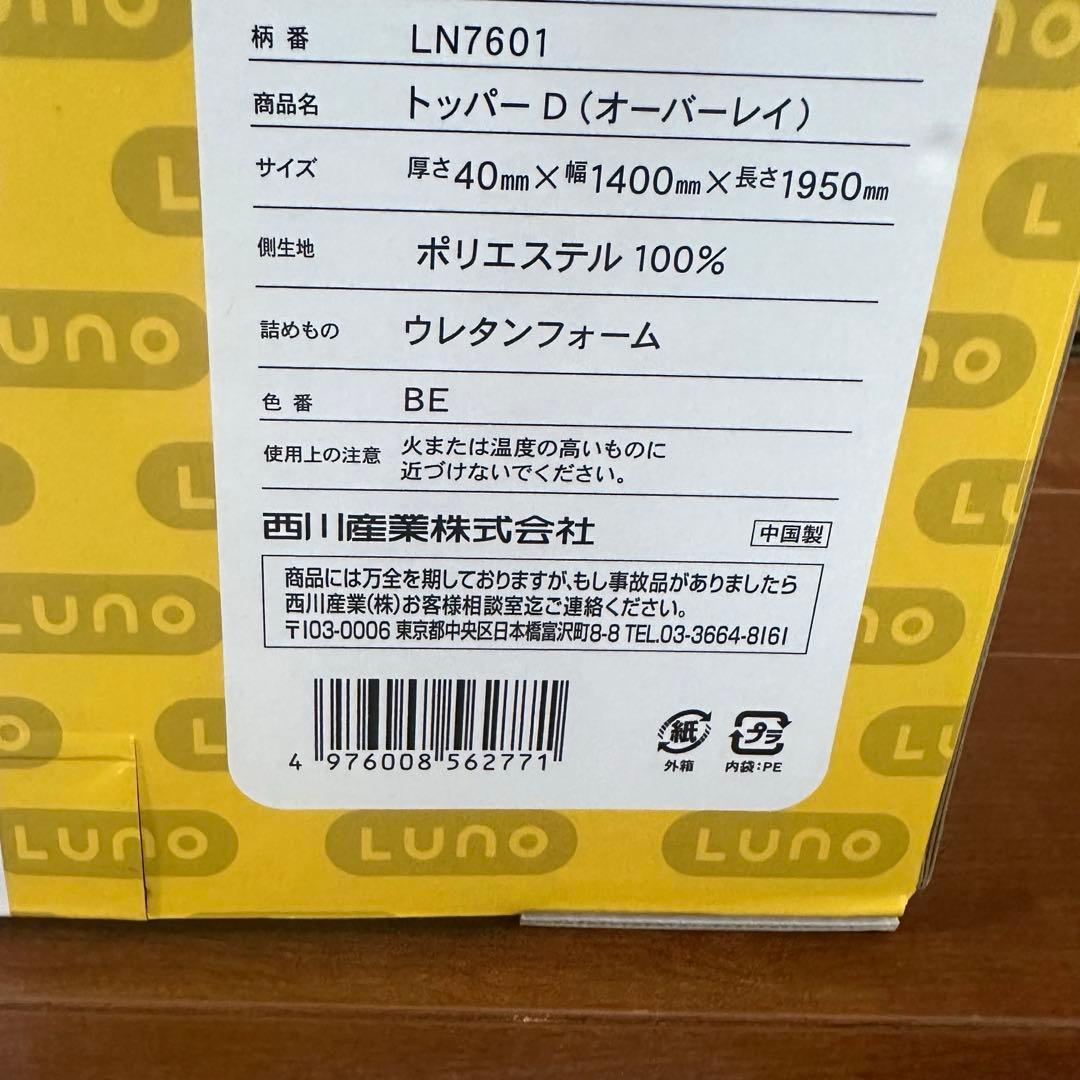 柄番 LN7601
商品名 トッパー D（オーバーレイ）
サイズ 厚さ40mm×幅1400mm×長さ1950mm
側生地 ポリエステル 100%
詰めもの ウレタンフォーム
色番 BE
使用上の注意 火または温度の高いものに
近づけないでください。
西川産業株式会社 中国製
商品には万全を期しておりますが、もし事故品がありましたら
西川産業(株)お客様相談室迄ご連絡ください。
〒103-0006 東京都中央区日本橋富沢町8-8 TEL.03-3664-8161
4 976008 562771
紙 プラ
外箱 内袋：PE
LUNO
LUNO
LUNO
LUNO
LUNO